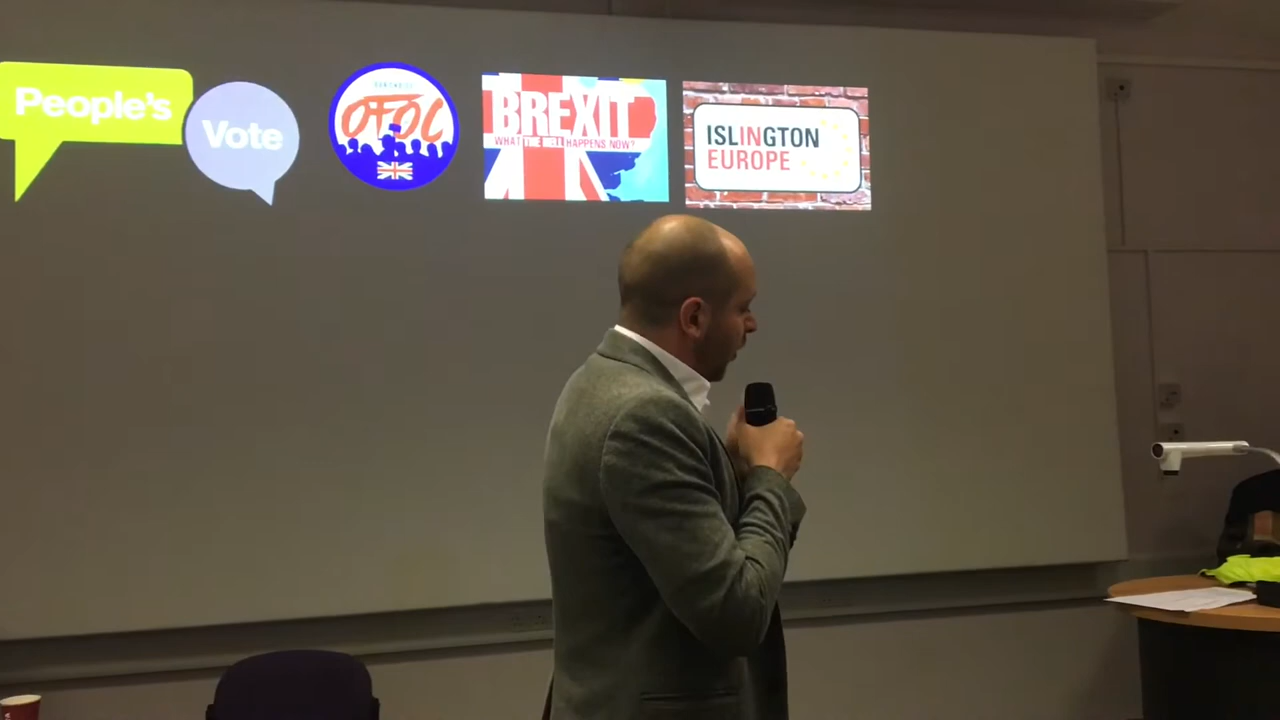 People's
Vote
OFOC
BREXIT
WHAT THE HELL HAPPENS NOW?
ISLINGTON
EUROPE